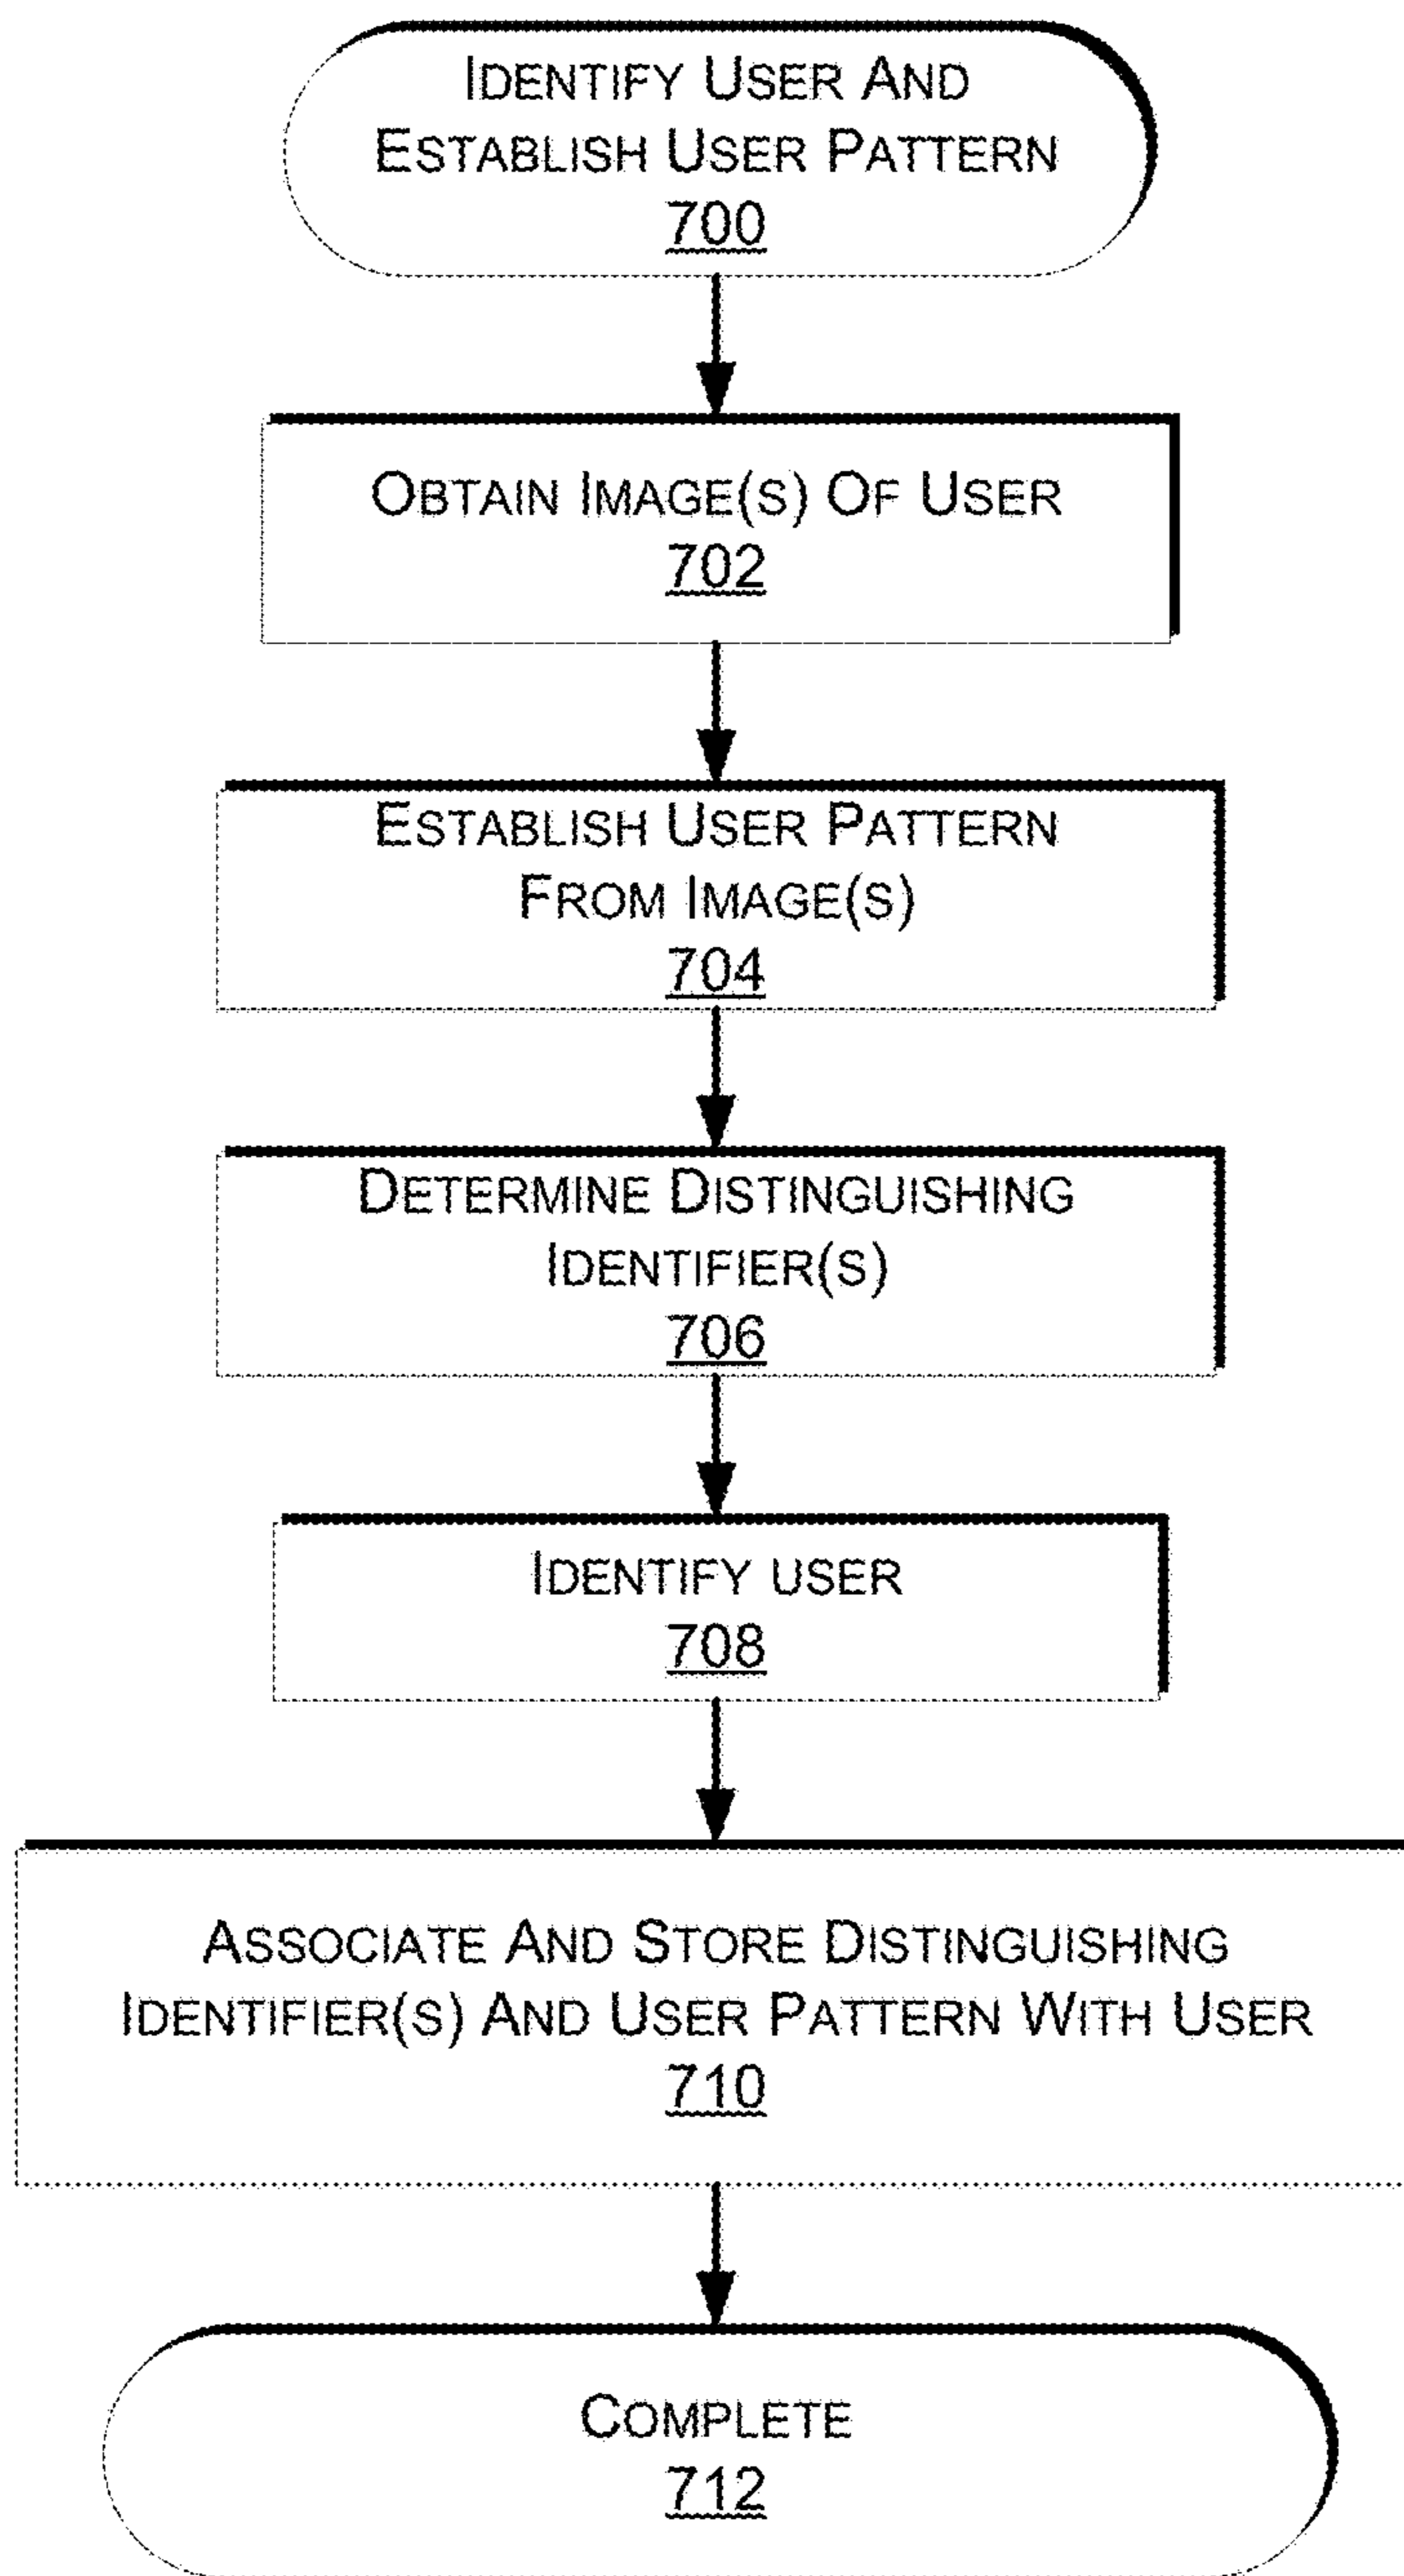 IDENTIFY USER AND
ESTABLISH USER PATTERN
700
OBTAIN IMAGE(S) OF USER
702
ESTABLISH USER PATTERN
FROM IMAGE(S)
704
DETERMINE DISTINGUISHING
IDENTIFIER(S)
706
IDENTIFY USER
708
ASSOCIATE AND STORE DISTINGUISHING
IDENTIFIER(S) AND USER PATTERN WITH USER
710
COMPLETE
712